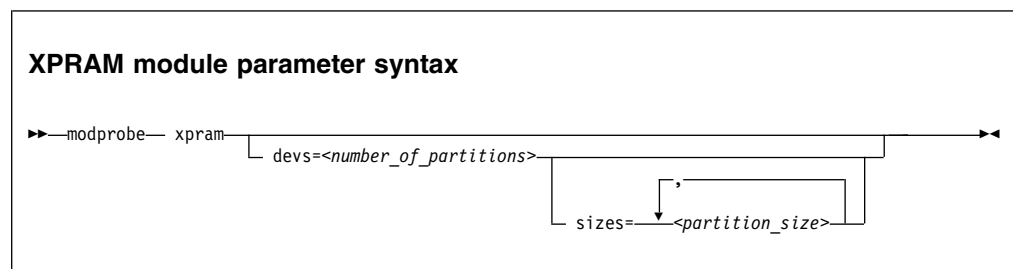 XPRAM module parameter syntax
modprobe xpram
devs=<number_of_partitions>
,
sizes= <partition_size>